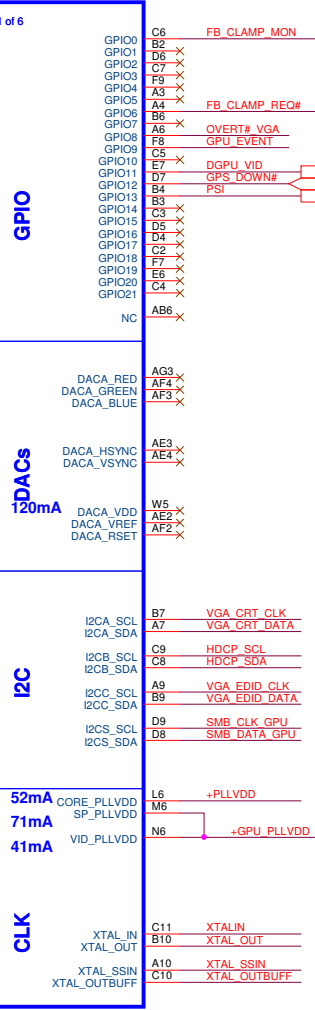 of 6
GPIO0 C6 FB_CLAMP_MON
GPIO1 B2
GPIO2 D6
GPIO3 C7
GPIO4 F9
GPIO5 A3
GPIO6 A4 FB_CLAMP_REQ#
GPIO7 B6
GPIO8 A6 OVERT#_VGA
GPIO9 F8 GPU_EVENT
GPIO10 C5
GPIO11 E7 DGPU_VID
GPIO12 D7 GPS_DOWN#
GPIO13 B4 PSI
GPIO14 B3
GPIO15 C3
GPIO16 D5
GPIO17 D4
GPIO18 C2
GPIO19 F7
GPIO20 E6
GPIO21 C4
GPIO
NC AB6
DACA_RED AG3
DACA_GREEN AF4
DACA_BLUE AF3
DACA_HSYNC AE3
DACA_VSYNC AE4
DACs
120mA
DACA_VDD W5
DACA_VREF AE2
DACA_RSET AF2
I2CA_SCL B7 VGA_CRT_CLK
I2CA_SDA A7 VGA_CRT_DATA
I2CB_SCL C9 HDCP_SCL
I2CB_SDA C8 HDCP_SDA
I2C
I2CC_SCL A9 VGA_EDID_CLK
I2CC_SDA B9 VGA_EDID_DATA
I2CS_SCL D9 SMB_CLK_GPU
I2CS_SDA D8 SMB_DATA_GPU
52mA CORE_PLLVDD L6 +PLLVDD
71mA SP_PLLVDD M6
41mA VID_PLLVDD N6 +GPU_PLLVDD
CLK
XTAL_IN C11 XTALIN
XTAL_OUT B10 XTAL_OUT
XTAL_SSIN A10 XTAL_SSIN
XTAL_OUTBUFF C10 XTAL_OUTBUFF